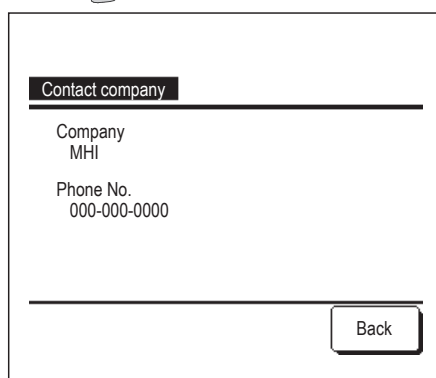 Contact company
Company
MHI
Phone No.
000-000-0000
Back